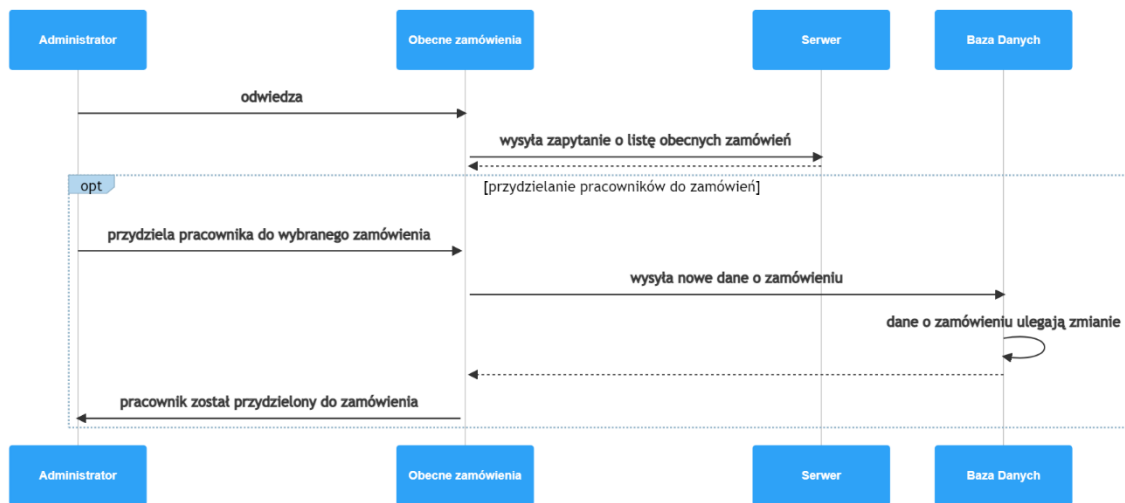 Administrator
Obecne zamówienia
Serwer
Baza Danych
odwiedza
wysyła zapytanie o listę obecnych zamówień
opt
[przydzielanie pracowników do zamówień]
przydziela pracownika do wybranego zamówienia
wysyła nowe dane o zamówieniu
dane o zamówieniu ulegają zmianie
pracownik został przydzielony do zamówienia
Administrator
Obecne zamówienia
Serwer
Baza Danych